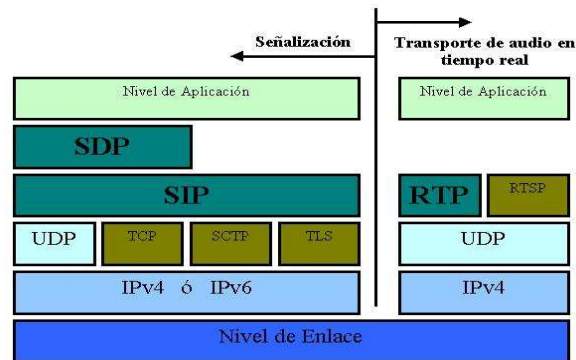 Señalización
Transporte de audio en
tiempo real
Nivel de Aplicación
Nivel de Aplicación
SDP
SIP
RTP
RTSP
UDP
TCP
SCTP
TLS
UDP
IPv4 ó IPv6
IPv4
Nivel de Enlace